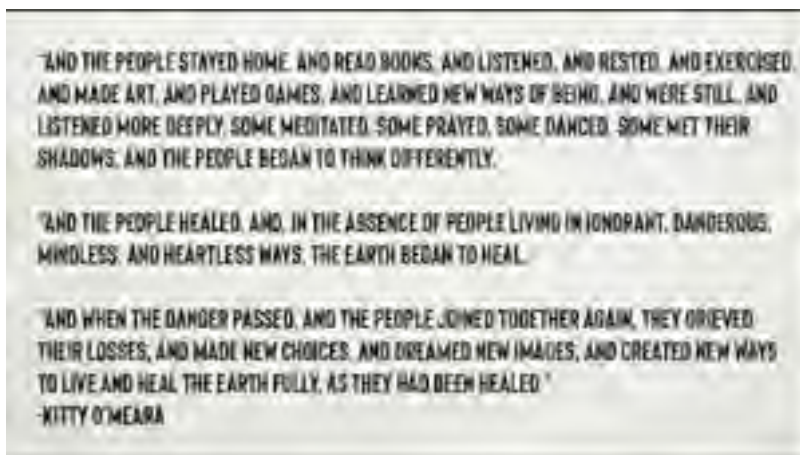 "AND THE PEOPLE STAYED HOME. AND READ BOOKS, AND LISTENED, AND RESTED, AND EXERCISED,
AND MADE ART, AND PLAYED GAMES, AND LEARNED NEW WAYS OF BEING, AND WERE STILL. AND
LISTENED MORE DEEPLY. SOME MEDITATED, SOME PRAYED, SOME DANCED. SOME MET THEIR
SHADOWS. AND THE PEOPLE BEGAN TO THINK DIFFERENTLY.
"AND THE PEOPLE HEALED. AND, IN THE ABSENCE OF PEOPLE LIVING IN IGNORANT, DANGEROUS,
MINDLESS, AND HEARTLESS WAYS, THE EARTH BEGAN TO HEAL.
"AND WHEN THE DANGER PASSED, AND THE PEOPLE JOINED TOGETHER AGAIN, THEY GRIEVED
THEIR LOSSES, AND MADE NEW CHOICES, AND DREAMED NEW IMAGES, AND CREATED NEW WAYS
TO LIVE AND HEAL THE EARTH FULLY, AS THEY HAD BEEN HEALED."
-KITTY O'MEARA